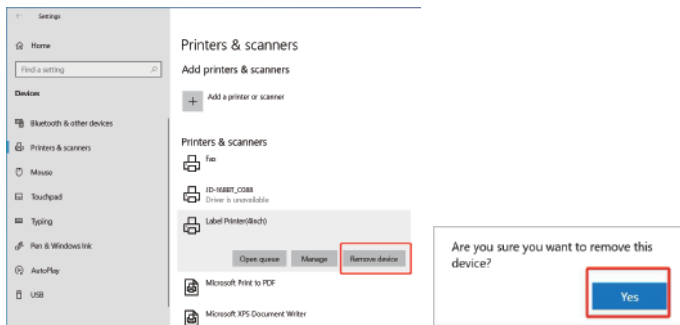 Settings
Home
Find a setting
Devices
Bluetooth & other devices
Printers & scanners
Mouse
Touchpad
Typing
Pen & Windows Ink
AutoPlay
USB
Printers & scanners
Add printers & scanners
Add a printer or scanner
Printers & scanners
Fax
JD-168BT_C088
Driver is unavailable
Label Printer(4inch)
Open queue Manage Remove device
Microsoft Print to PDF
Microsoft XPS Document Writer
Are you sure you want to remove this
device?
Yes